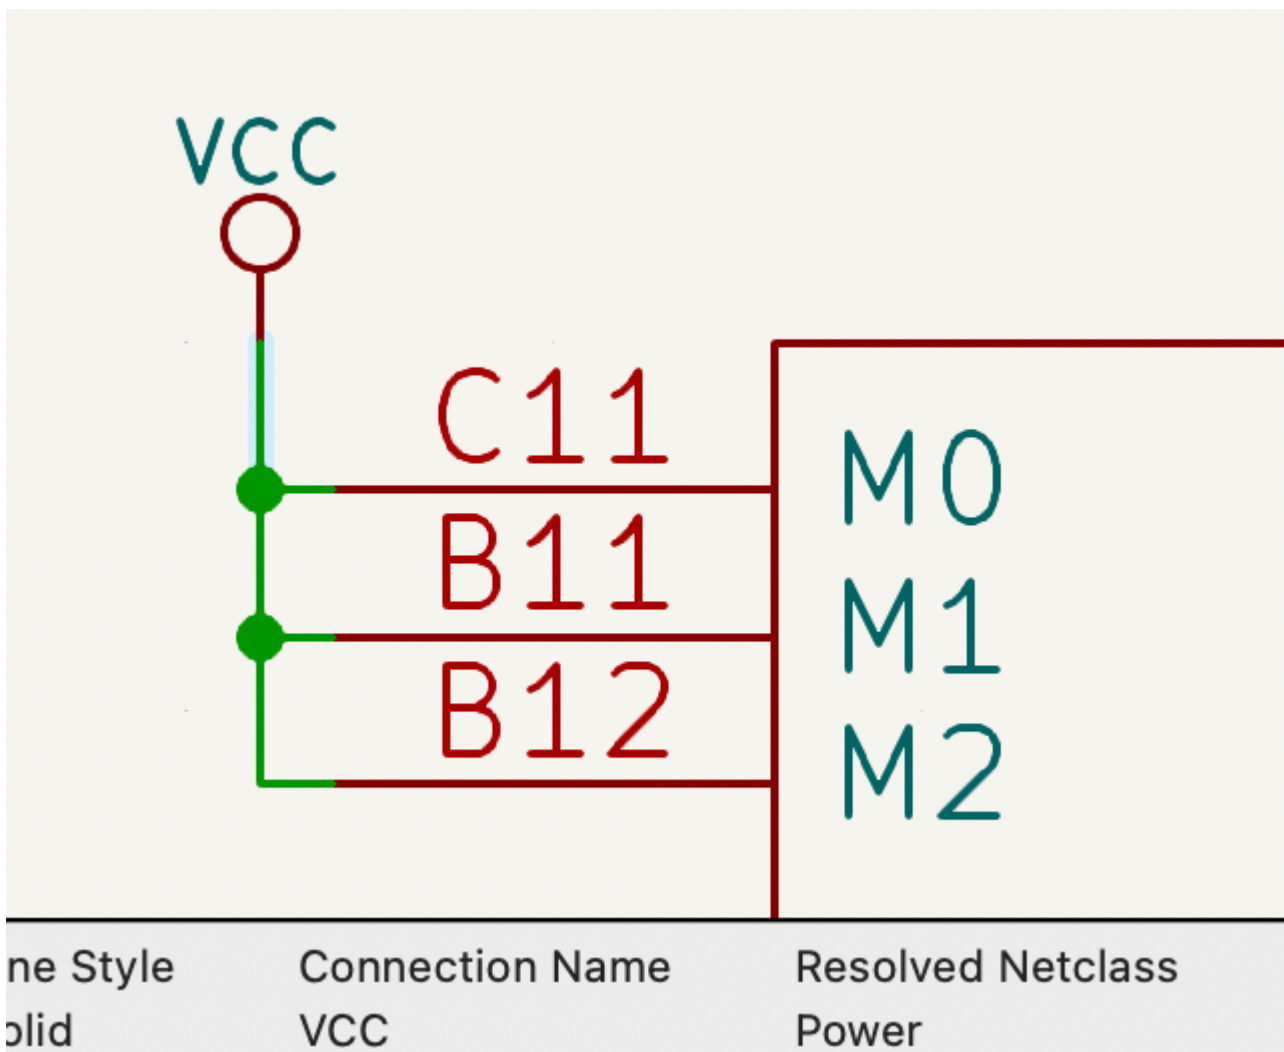 VCC
C11
M0
B11
M1
B12
M2
ne Style Connection Name Resolved Netclass
olid VCC Power